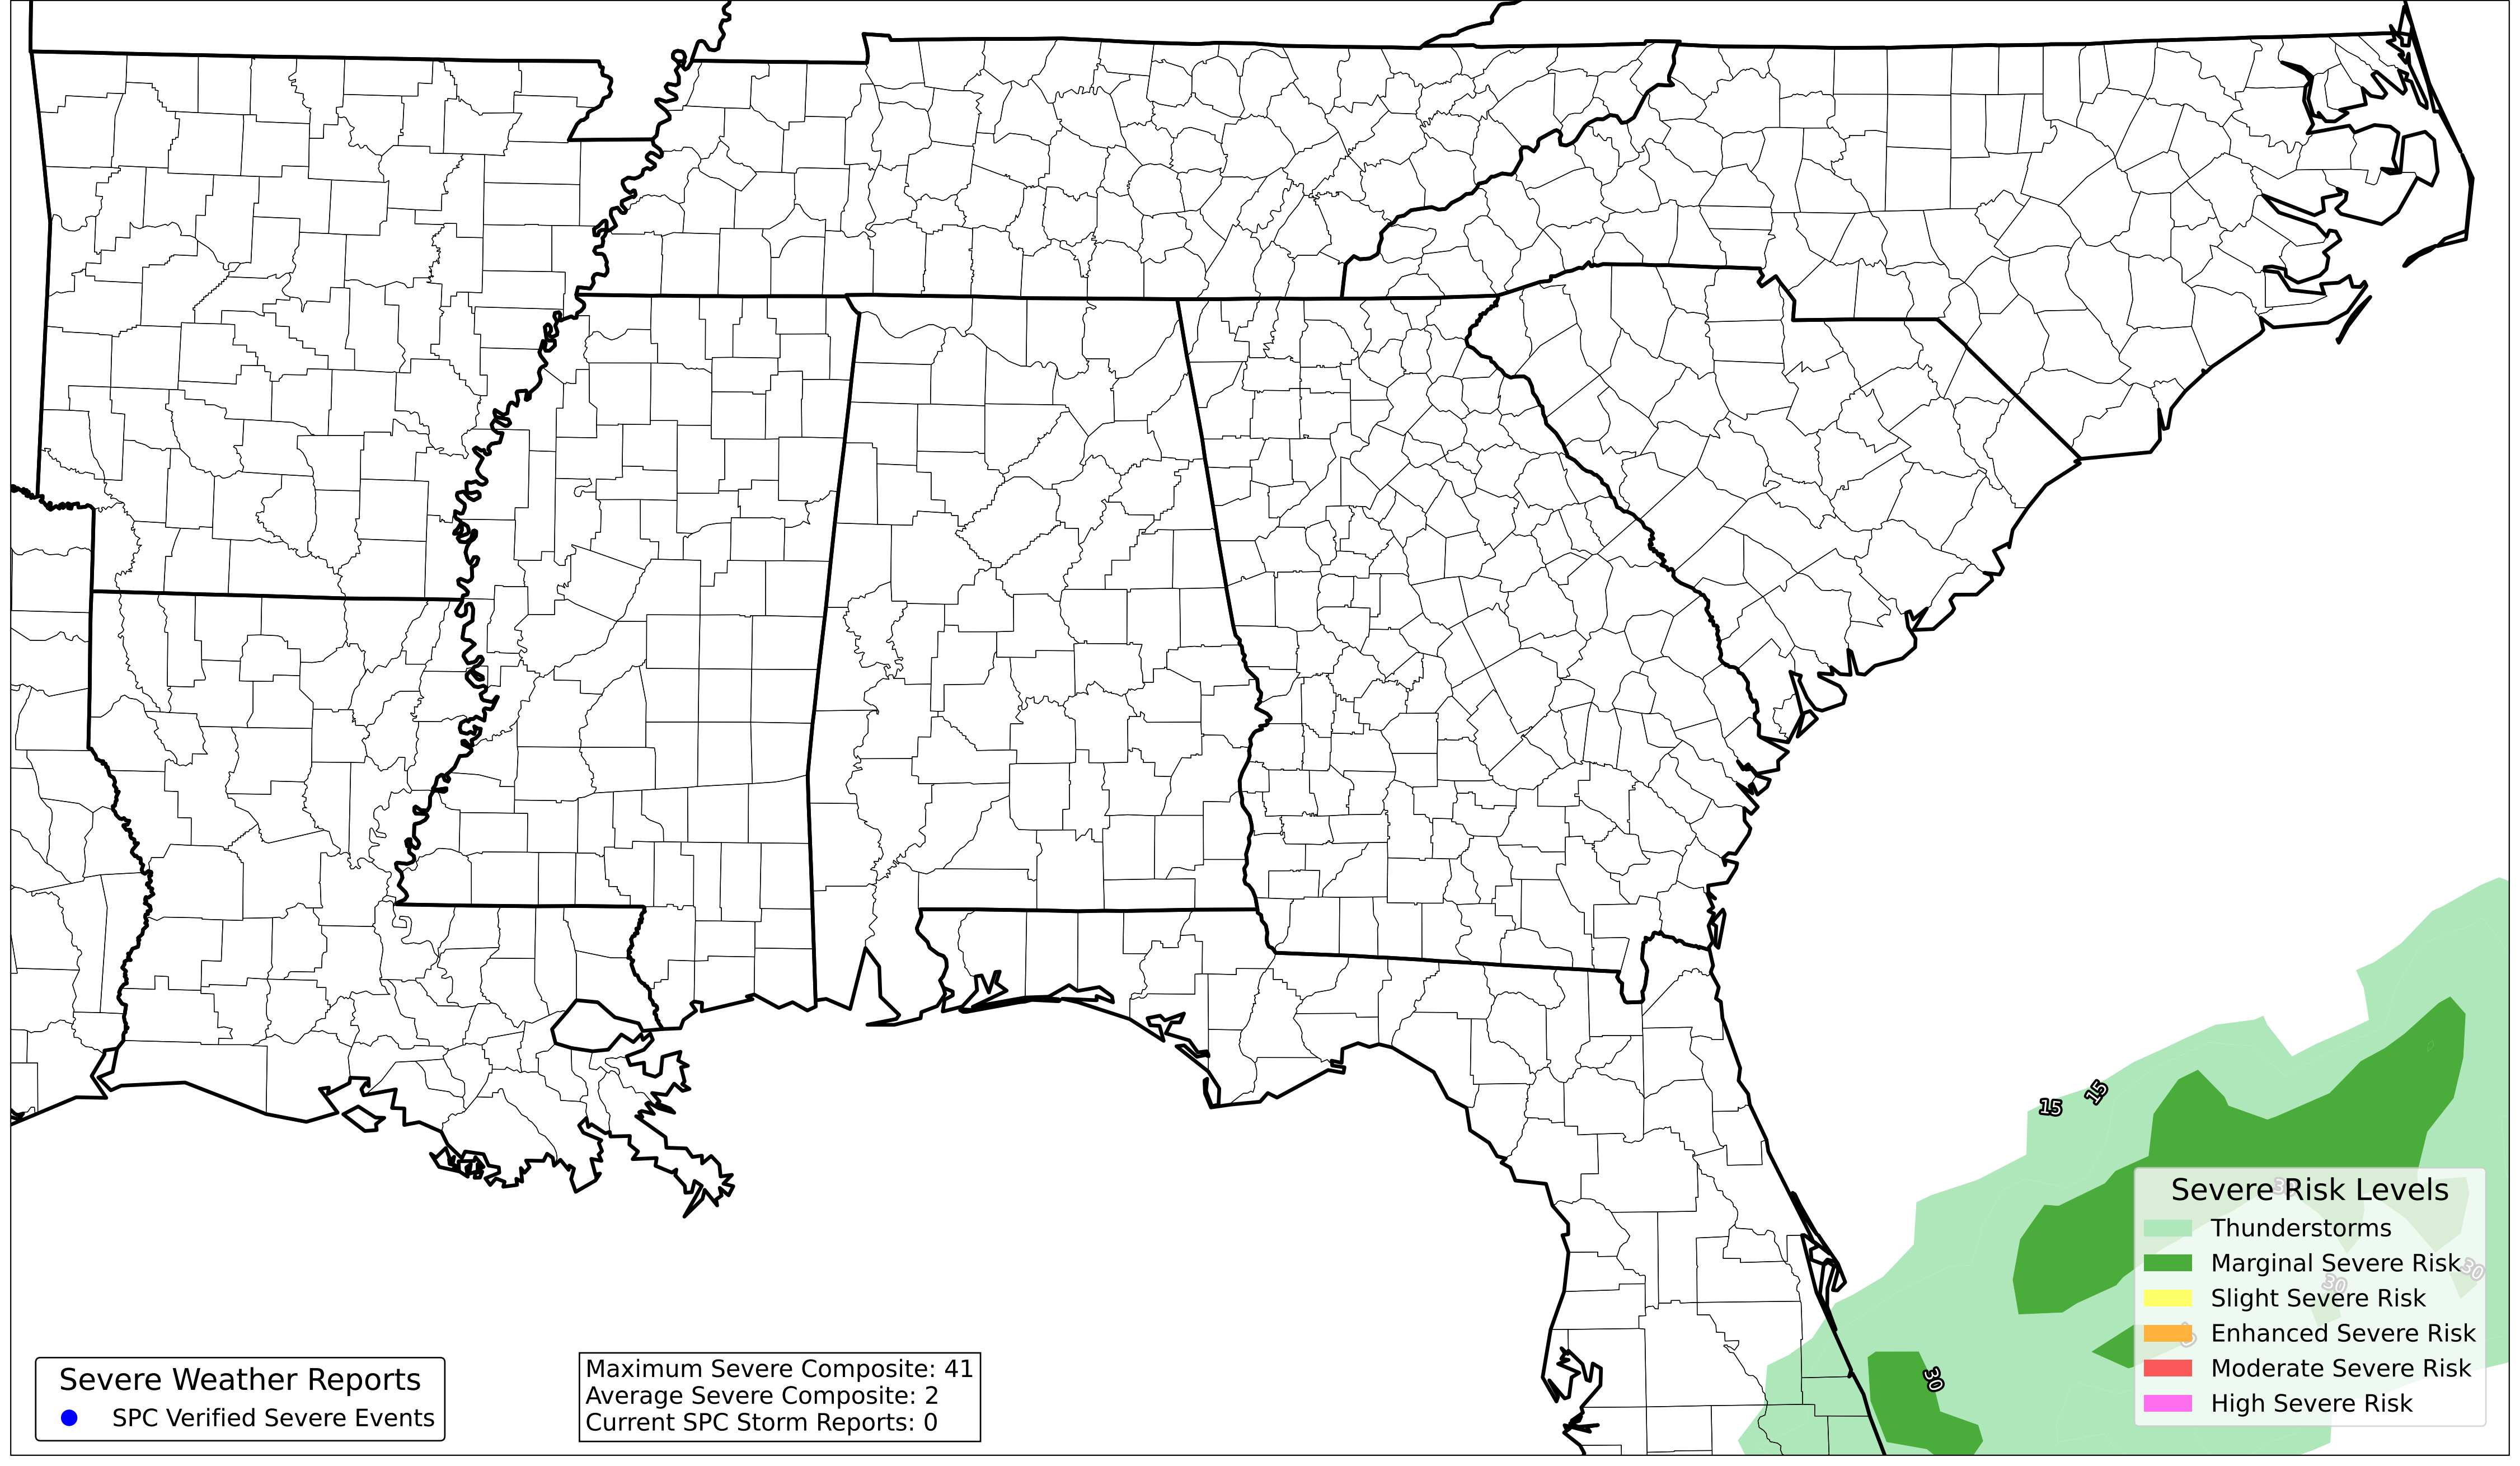 15
15
30
Severe Risk Levels
Thunderstorms
Marginal Severe Risk
Slight Severe Risk
Enhanced Severe Risk
Moderate Severe Risk
High Severe Risk
30
30
30
Severe Weather Reports
SPC Verified Severe Events
Maximum Severe Composite: 41
Average Severe Composite: 2
Current SPC Storm Reports: 0